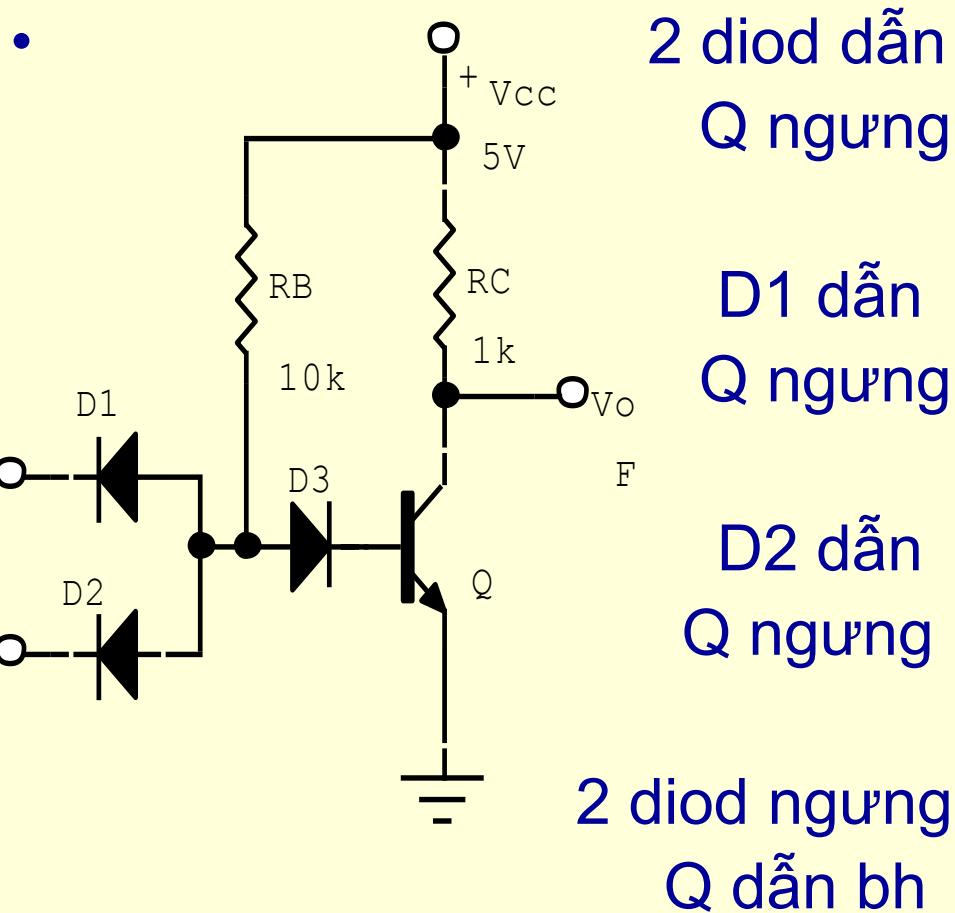 •
+ Vcc
5V
RB
10k
RC
1k
D1
D3
Vo
F
D2
Q
2 diod dẫn
Q ngưng
D1 dẫn
Q ngưng
D2 dẫn
Q ngưng
2 diod ngưng
Q dẫn bh